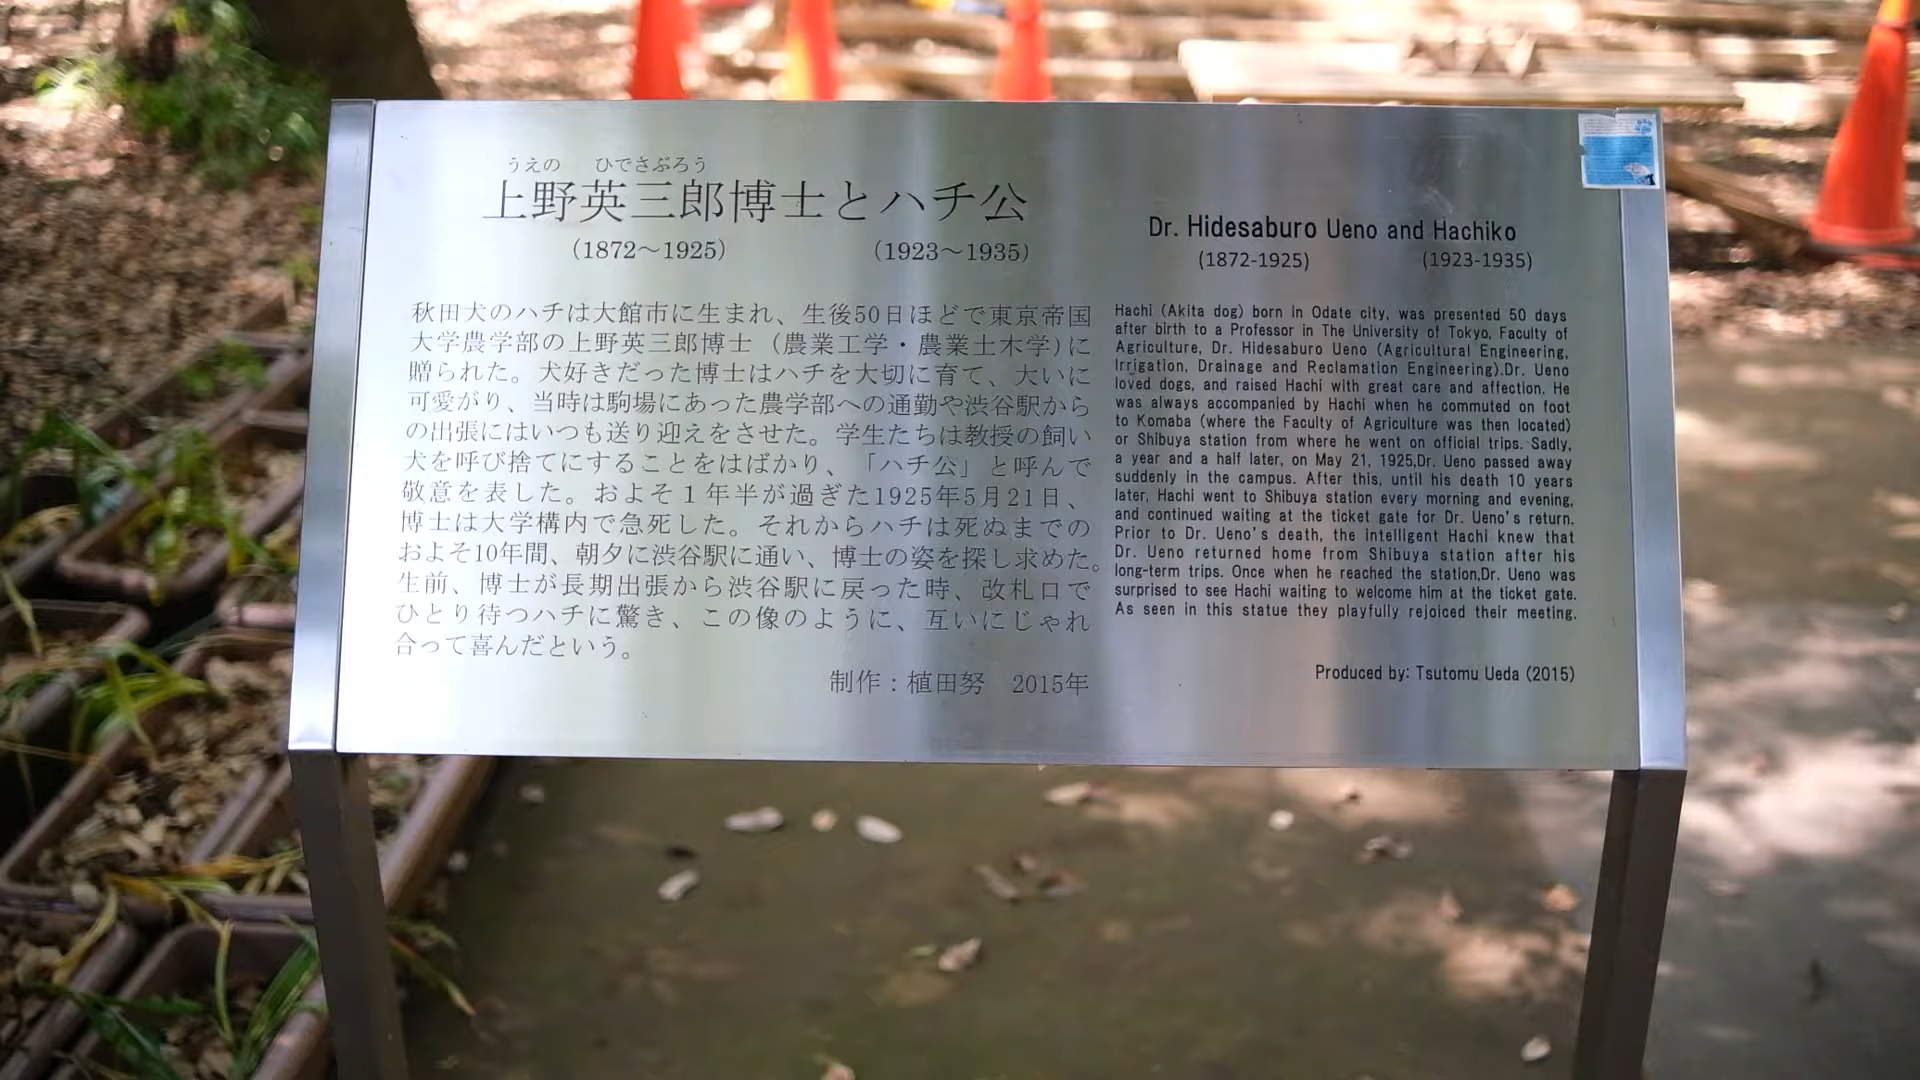 うえの ひでさぶろう
上野英三郎博士とハチ公
（1872～1925） （1923～1935）
秋田犬のハチは大館市に生まれ、生後50日ほどで東京帝国
大学農学部の上野英三郎博士（農業工学・農業土木学)に
贈られた。犬好きだった博士はハチを大切に育て、大いに
可愛がり、当時は駒場にあった農学部への通勤や渋谷駅から
の出張にはいつも送り迎えをさせた。学生たちは教授の飼い
犬を呼び捨てにすることをはばかり、「ハチ公」と呼んで
敬意を表した。およそ１年半が過ぎた1925年5月21日、
博士は大学構内で急死した。それからハチは死ぬまでの
およそ10年間、朝夕に渋谷駅に通い、博士の姿を探し求めた。
生前、博士が長期出張から渋谷駅に戻った時、改札口で
ひとり待つハチに驚き、この像のように、互いにじゃれ
合って喜んだという。
制作：植田努　2015年
Dr. Hidesaburo Ueno and Hachiko
(1872-1925) (1923-1935)
Hachi (Akita dog) born in Odate city, was presented 50 days
after birth to a Professor in The University of Tokyo, Faculty of
Agriculture, Dr. Hidesaburo Ueno (Agricultural Engineering,
Irrigation, Drainage and Reclamation Engineering).Dr. Ueno
loved dogs, and raised Hachi with great care and affection. He
was always accompanied by Hachi when he commuted on foot
to Komaba (where the Faculty of Agriculture was then located)
or Shibuya station from where he went on official trips. Sadly,
a year and a half later, on May 21, 1925,Dr. Ueno passed away
suddenly in the campus. After this, until his death 10 years
later, Hachi went to Shibuya station every morning and evening,
and continued waiting at the ticket gate for Dr. Ueno's return.
Prior to Dr. Ueno's death, the intelligent Hachi knew that
Dr. Ueno returned home from Shibuya station after his
long-term trips. Once when he reached the station,Dr. Ueno was
surprised to see Hachi waiting to welcome him at the ticket gate.
As seen in this statue they playfully rejoiced their meeting.
Produced by: Tsutomu Ueda (2015)